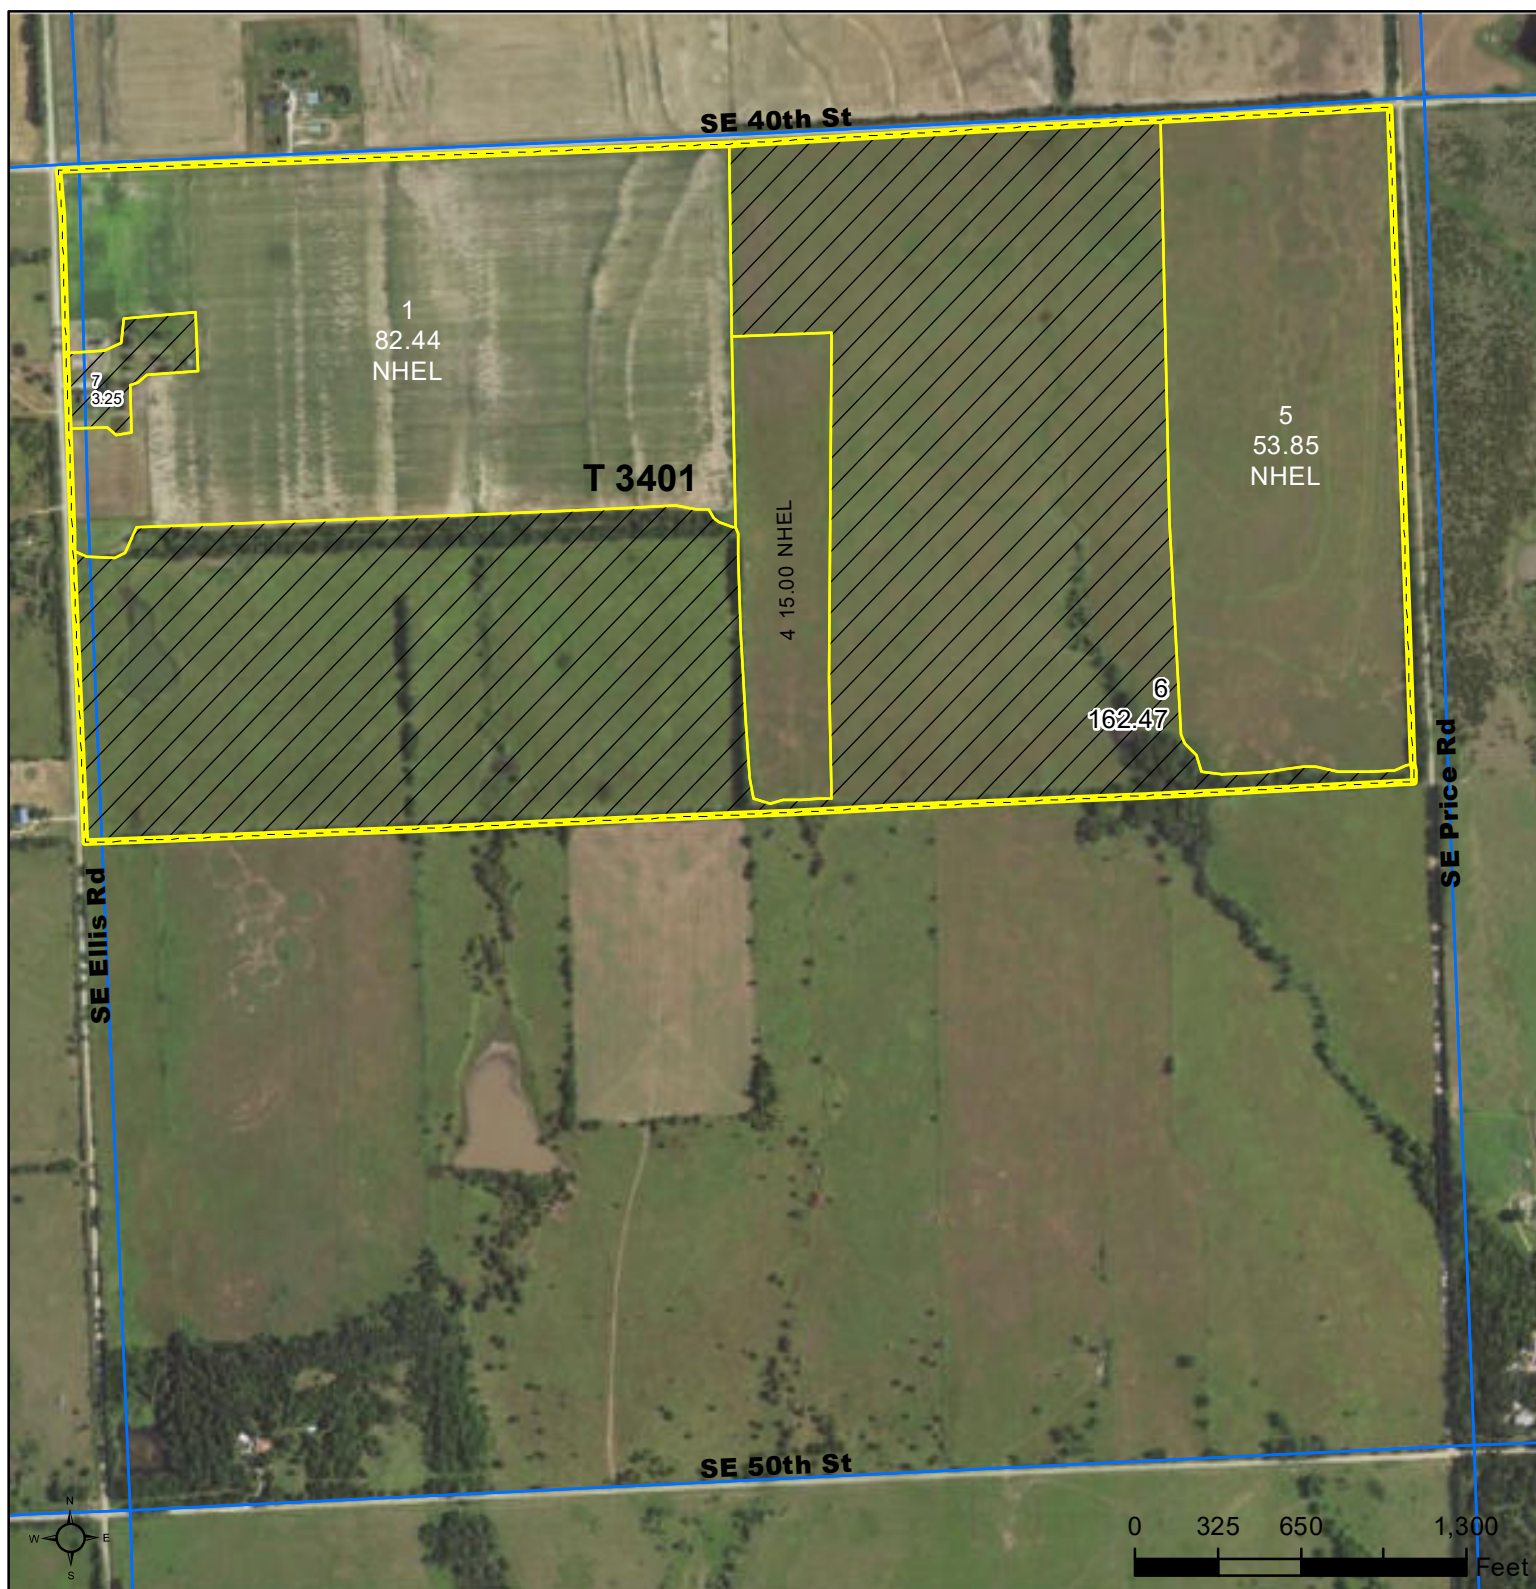 SE 40th St
1
82.44
NHEL
7
3.25
5
53.85
NHEL
T 3401
4 15.00 NHEL
6
162.47
SE Price Rd
SE Ellis Rd
SE 50th St
N
W E
S
0 325 650 1,300
Feet